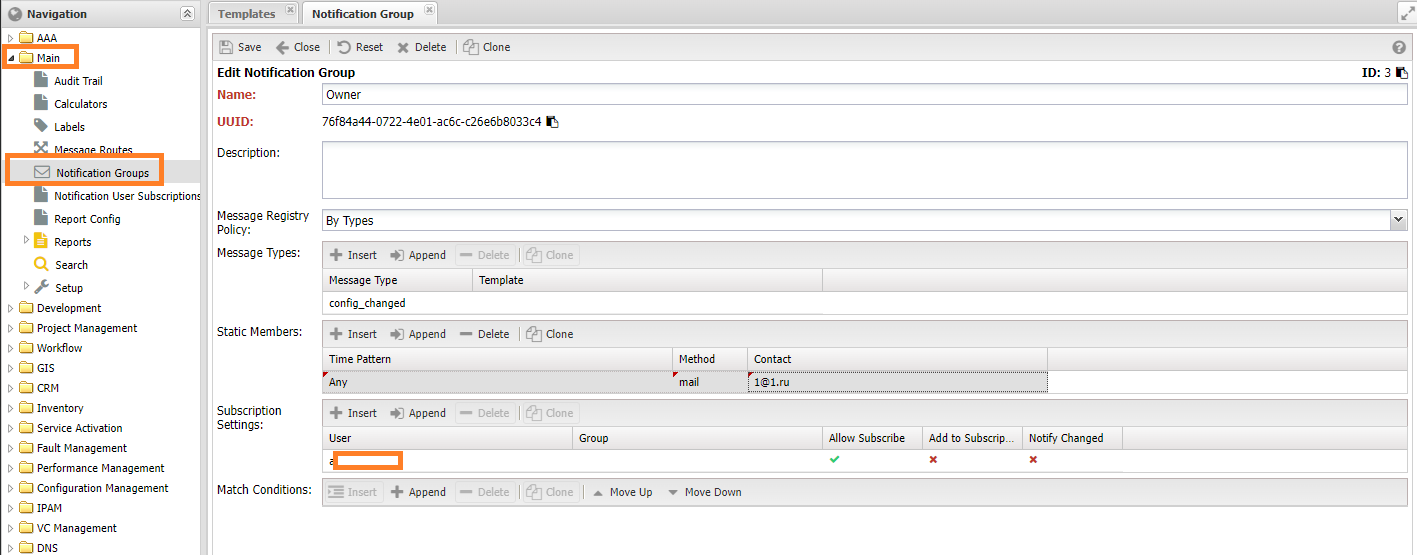 Navigation
AAA
Main
Audit Trail
Calculators
Labels
Message Routes
Notification Groups
Notification User Subscriptions
Report Config
Reports
Search
Setup
Development
Project Management
Workflow
GIS
CRM
Inventory
Service Activation
Fault Management
Performance Management
Configuration Management
IPAM
VC Management
DNS
Templates Notification Group
Save Close Reset Delete Clone
Edit Notification Group ID: 3
Name: Owner
UUID: 76f84a44-0722-4e01-ac6c-c26e6b8033c4
Description:
Message Registry
Policy:
By Types
Message Types: Insert Append Delete Clone
Message Type Template
config_changed
Static Members: Insert Append Delete Clone
Time Pattern Method Contact
Any mail 1@1.ru
Subscription
Settings:
Insert Append Delete Clone
User Group Allow Subscribe Add to Subscrip... Notify Changed
a
Match Conditions: Insert Append Delete Clone Move Up Move Down